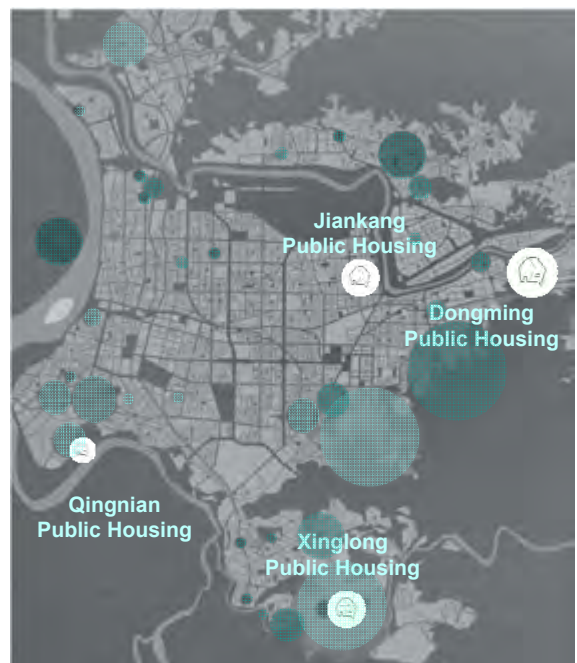 Jiankang
Public Housing
Dongming
Public Housing
Qingnian
Public Housing
Xinglong
Public Housing